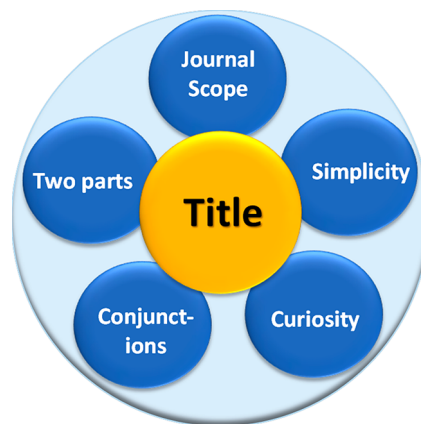 Journal
Scope
Two parts
Simplicity
Title
Conjunct-
ions
Curiosity